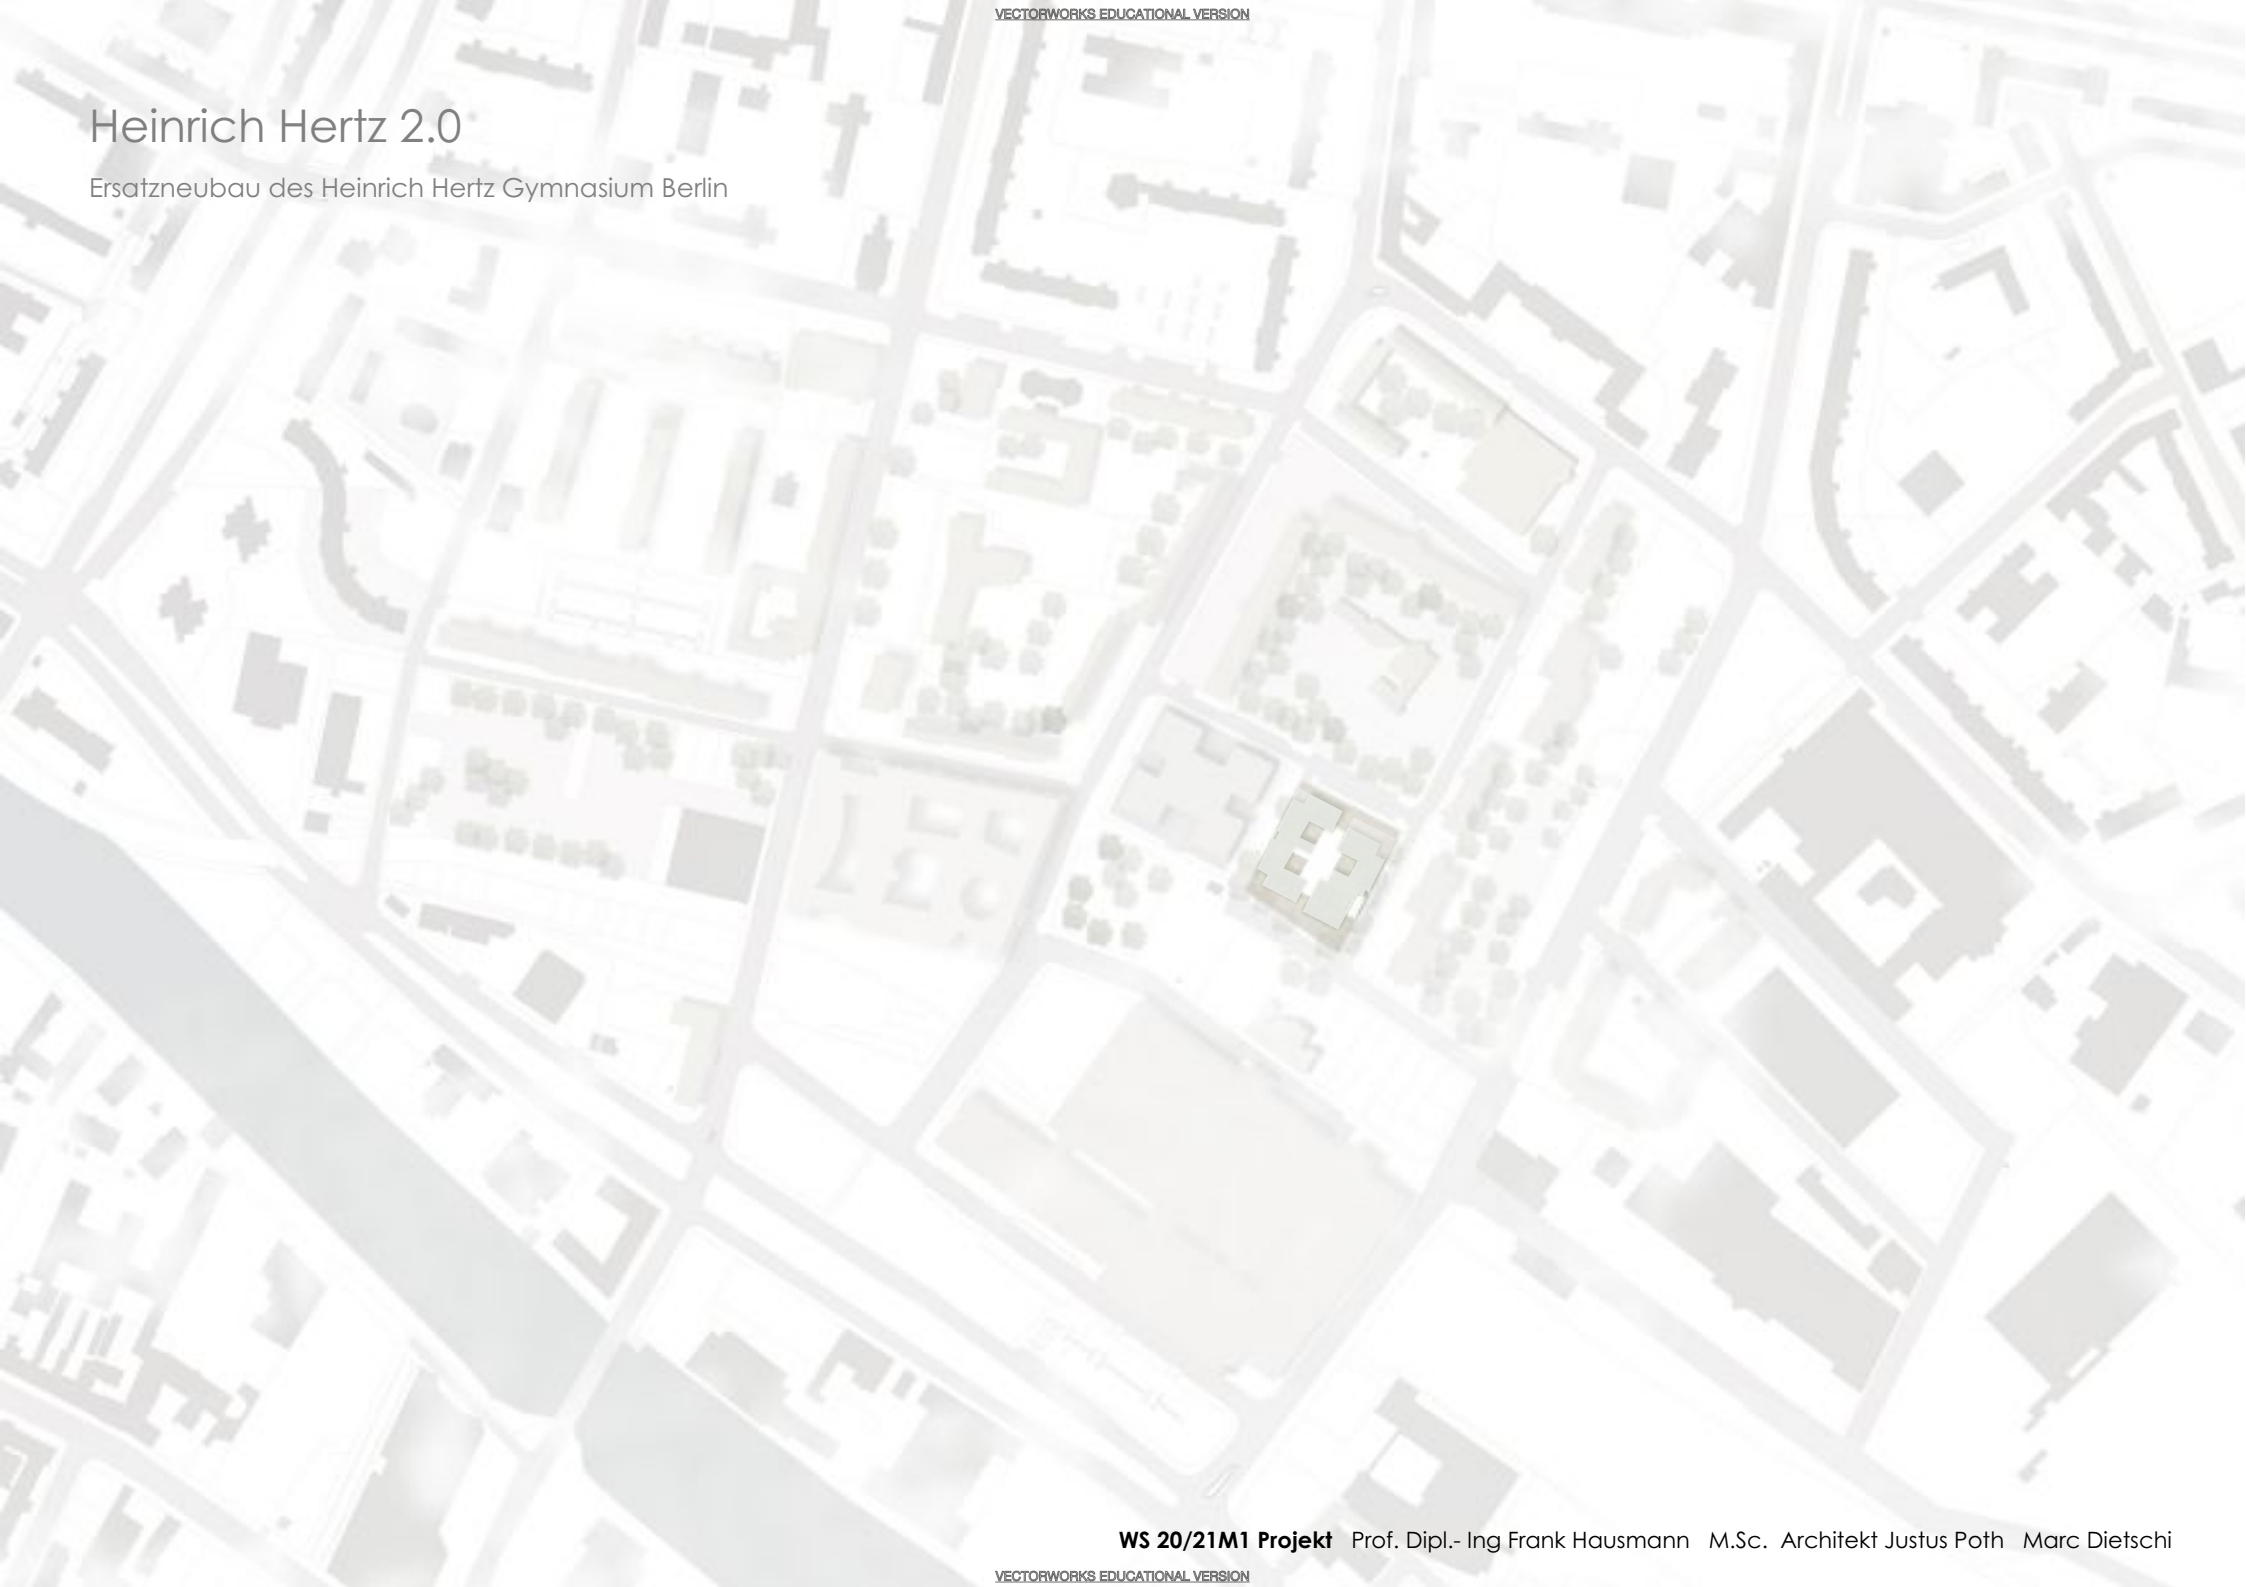 VECTORWORKS EDUCATIONAL VERSION
Heinrich Hertz 2.0
Ersatzneubau des Heinrich Hertz Gymnasium Berlin
WS 20/21M1 Projekt Prof. Dipl.- Ing Frank Hausmann M.Sc. Architekt Justus Poth Marc Dietschi
VECTORWORKS EDUCATIONAL VERSION